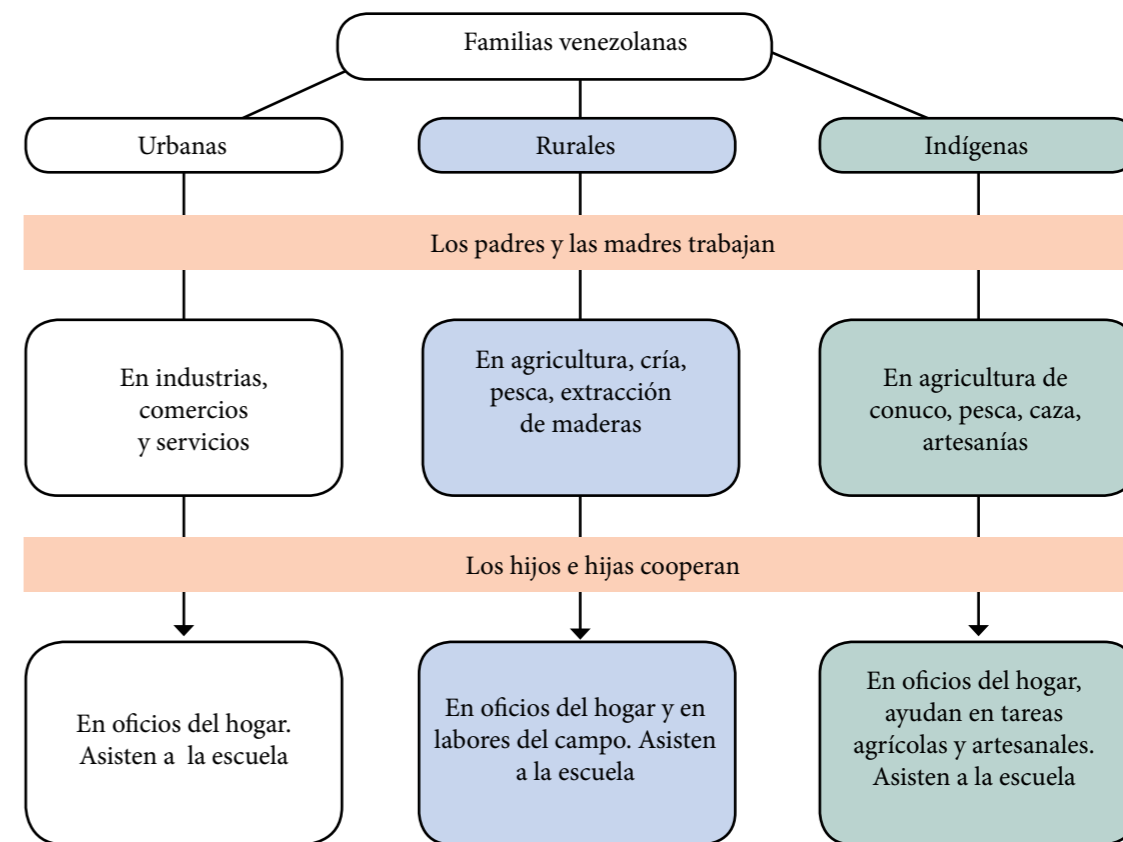 Familias venezolanas
Urbanas
Rurales
Indígenas
Los padres y las madres trabajan
En industrias,
comercios
y servicios
En agricultura, cría,
pesca, extracción
de maderas
En agricultura de
conuco, pesca, caza,
artesanías
Los hijos e hijas cooperan
En oficios del hogar.
Asisten a la escuela
En oficios del hogar y en
labores del campo. Asisten
a la escuela
En oficios del hogar,
ayudan en tareas
agrícolas y artesanales.
Asisten a la escuela